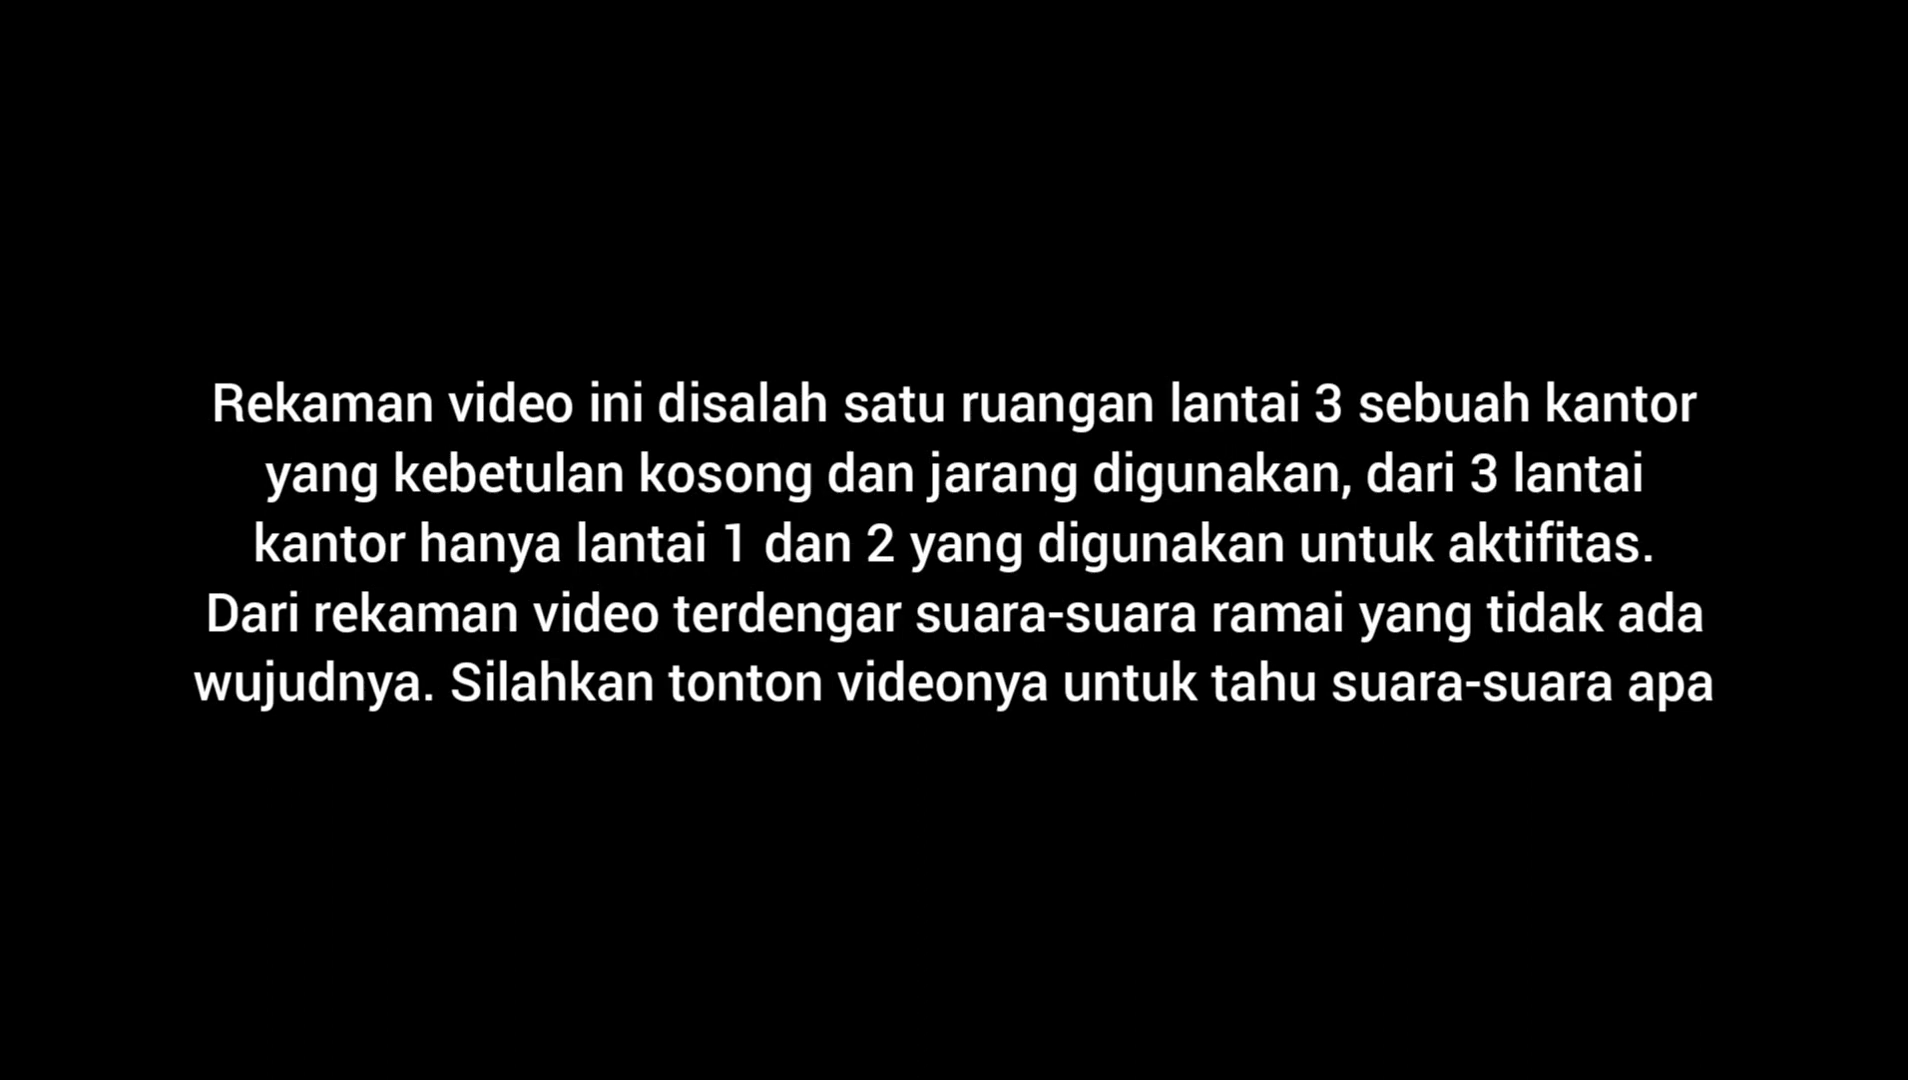 Rekaman video ini disalah satu ruangan lantai 3 sebuah kantor
yang kebetulan kosong dan jarang digunakan, dari 3 lantai
kantor hanya lantai 1 dan 2 yang digunakan untuk aktifitas.
Dari rekaman video terdengar suara-suara ramai yang tidak ada
wujudnya. Silahkan tonton videonya untuk tahu suara-suara apa